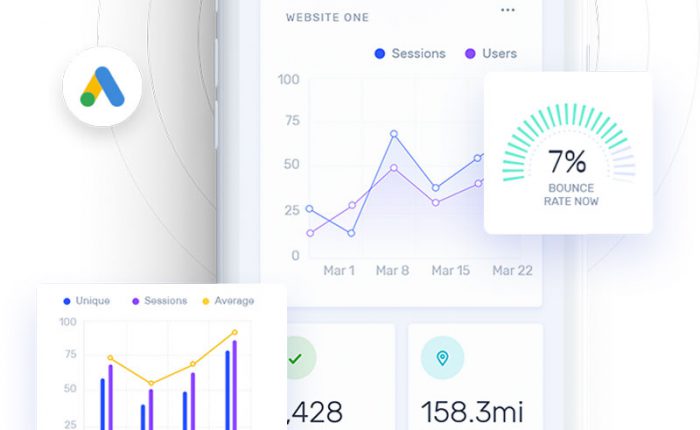 WEBSITE ONE
Sessions Users
100
75
50
25
0
Mar 1 Mar 8 Mar 15 Mar 22
7%
BOUNCE
RATE NOW
Unique Sessions Average
100
75
50
25
,428
158.3mi